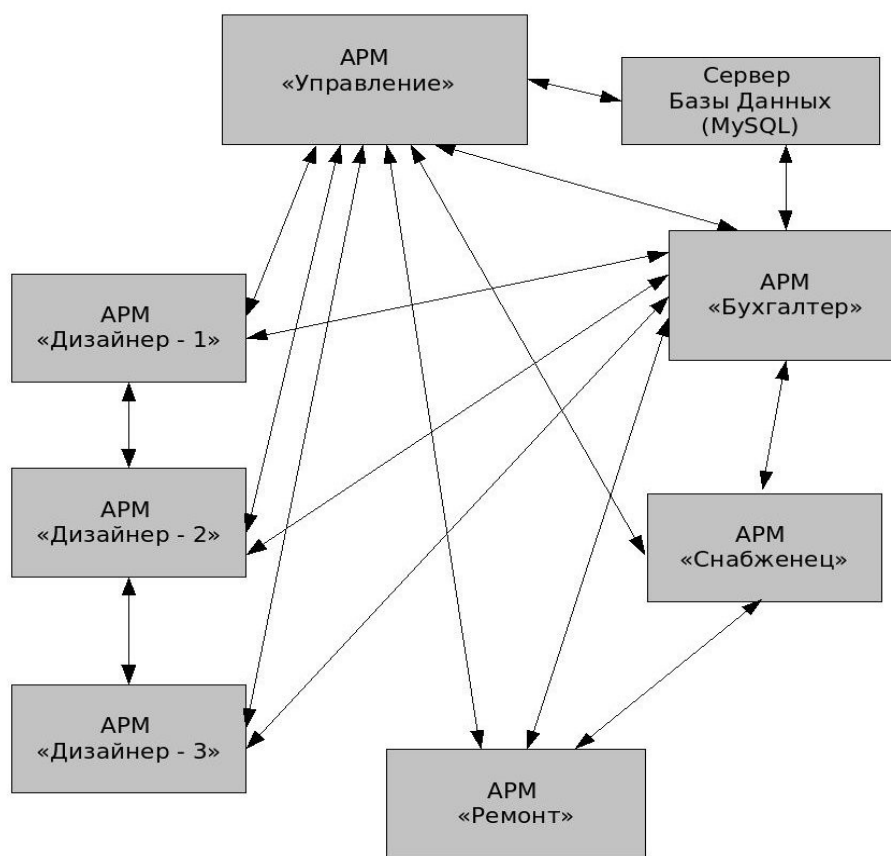 АРМ
«Управление»
Сервер
Базы Данных
(MySQL)
АРМ
«Бухгалтер»
АРМ
«Дизайнер - 1»
АРМ
«Дизайнер - 2»
АРМ
«Снабженец»
АРМ
«Дизайнер - 3»
АРМ
«Ремонт»